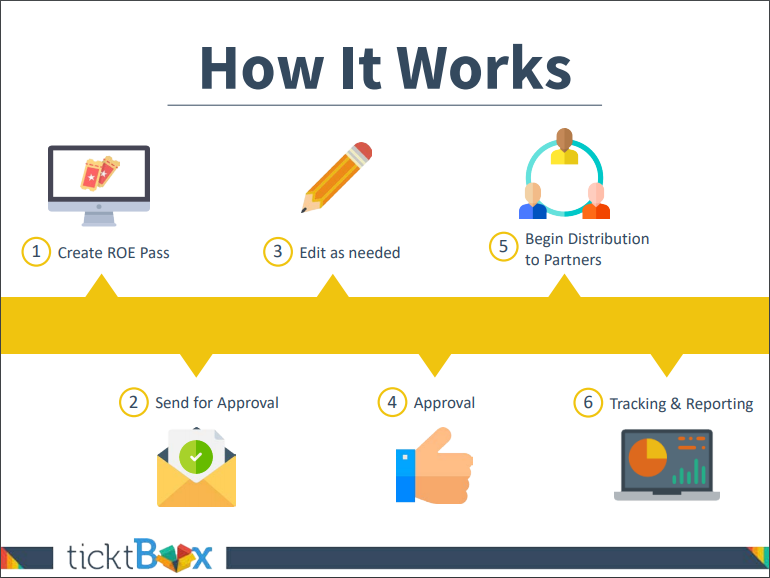 How It Works
1 Create ROE Pass
3 Edit as needed
5 Begin Distribution
to Partners
2 Send for Approval
4 Approval
6 Tracking & Reporting
ticktBox